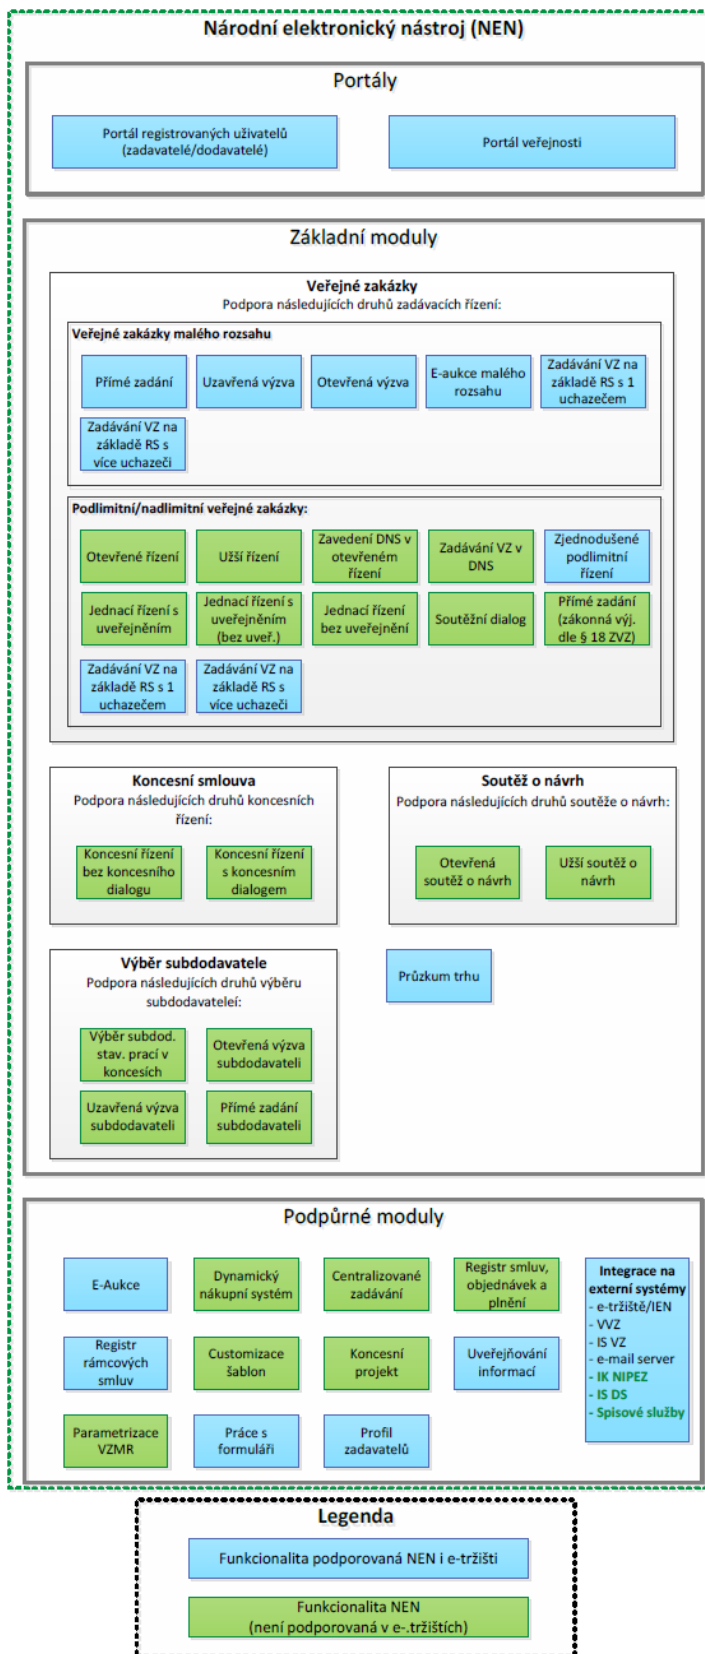 Národní elektronický nástroj (NEN)
Portály
Portál registrovaných uživatelů
(zadavatelé/dodavatelé)
Portál veřejnosti
Základní moduly
Veřejné zakázky
Podpora následujících druhů zadávacích řízení:
Veřejné zakázky malého rozsahu
Přímé zadání
Uzavřená výzva
Otevřená výzva
E-aukce malého
rozsahu
Zadávání VZ na
základě RS s 1
uchazečem
Zadávání VZ na
základě RS s
více uchazeči
Podlimitní/nadlimitní veřejné zakázky:
Otevřené řízení
Užší řízení
Zavedení DNS v
otevřeném
řízení
Zadávání VZ v
DNS
Zjednodušené
podlimitní
řízení
Jednací řízení s
uveřejněním
Jednací řízení s
uveřejněním
(bez uveř.)
Jednací řízení
bez uveřejnění
Soutěžní dialog
Přímé zadání
(zákonná výj.
dle § 18 ZVZ)
Zadávání VZ na
základě RS s 1
uchazečem
Zadávání VZ na
základě RS s
více uchazeči
Koncesní smlouva
Podpora následujících druhů koncesních
řízení:
Koncesní řízení
bez koncesního
dialogu
Koncesní řízení
s koncesním
dialogem
Soutěž o návrh
Podpora následujících druhů soutěže o návrh:
Otevřená
soutěž o návrh
Užší soutěž o
návrh
Výběr subdodavatele
Podpora následujících druhů výběru
subdodavateleí:
Výběr subdod.
stav. prací v
koncesích
Otevřená výzva
subdodavateli
Uzavřená výzva
subdodavateli
Přímé zadání
subdodavateli
Průzkum trhu
Podpůrné moduly
E-Aukce
Dynamický
nákupní systém
Centralizované
zadávání
Registr smluv,
objednávek a
plnění
Registr
rámcových
smluv
Customizace
šablon
Koncesní
projekt
Uveřejňování
informací
Parametrizace
VZMR
Práce s
formuláři
Profil
zadavatelů
Integrace na
externí systémy
- e-tržiště/IEN
- VVZ
- IS VZ
- e-mail server
- IK NIPEZ
- IS DS
- Spisové služby
Legenda
Funkcionalita podporovaná NEN i e-tržišti
Funkcionalita NEN
(není podporovaná v e-.tržištích)